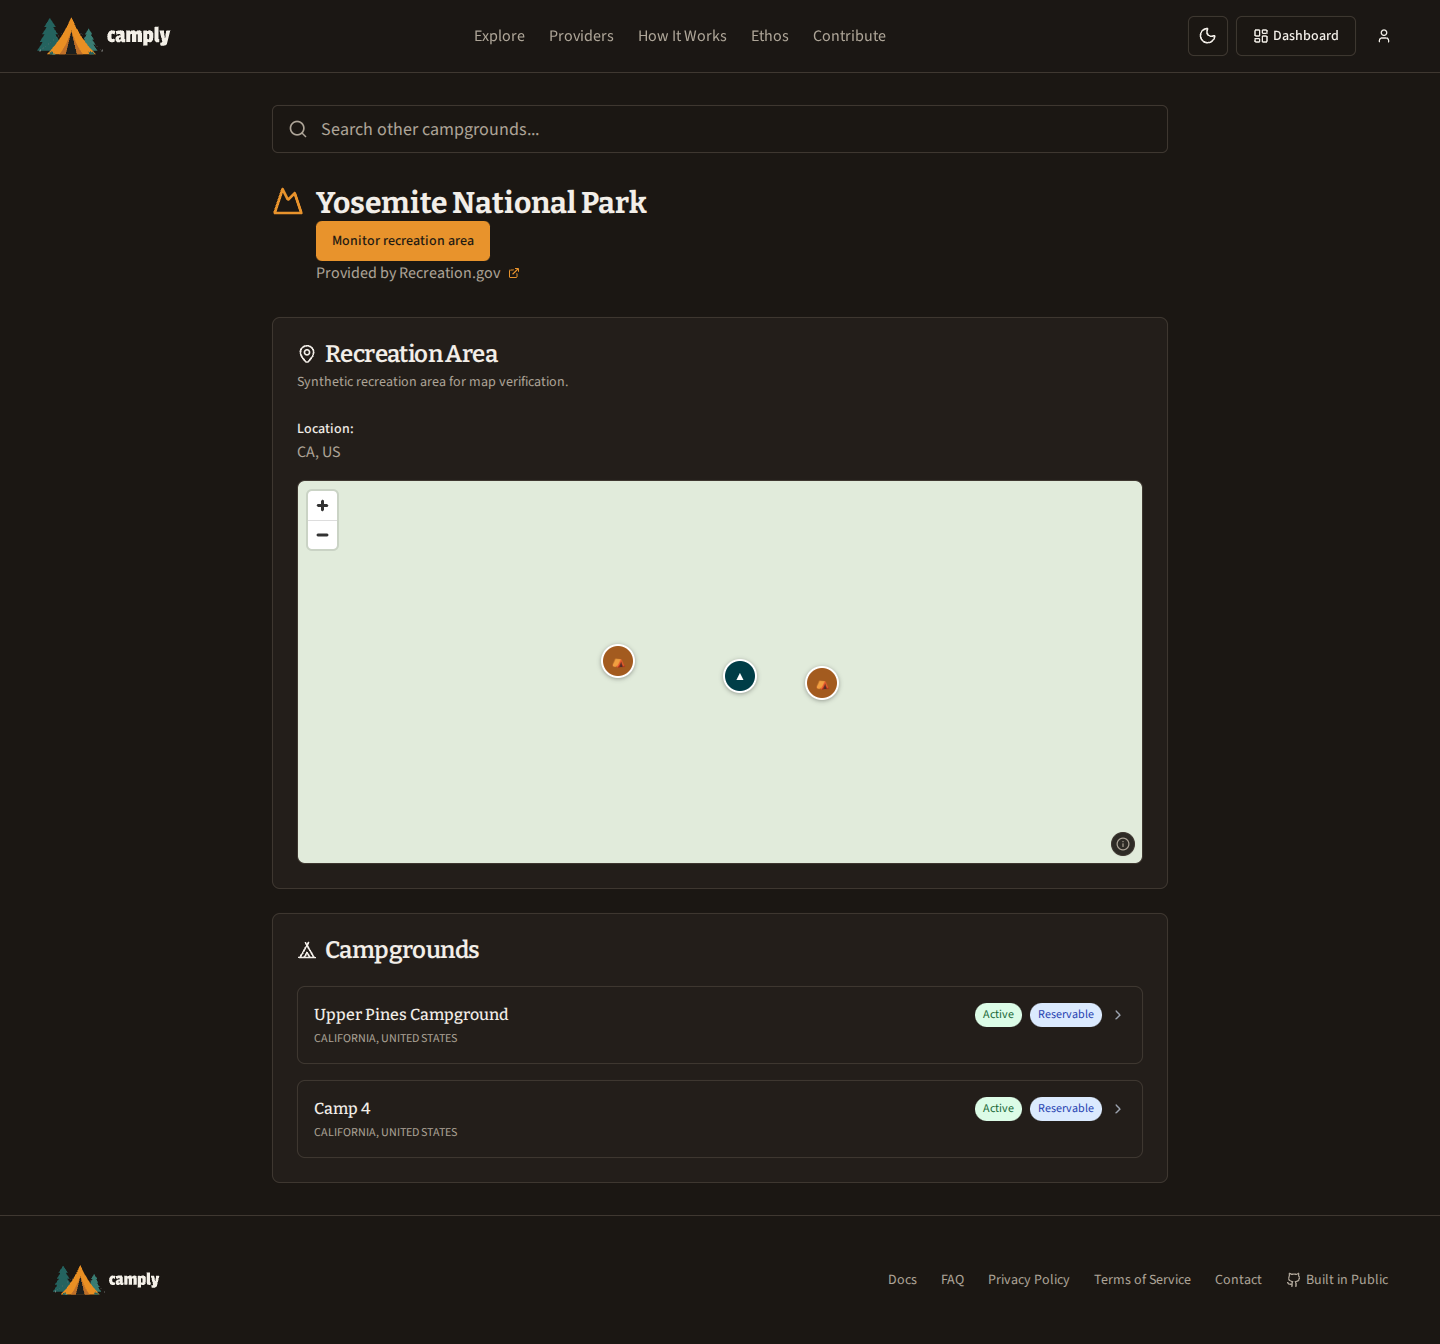 camply
Explore Providers How It Works Ethos Contribute
Dashboard
Search other campgrounds...
Yosemite National Park
Monitor recreation area
Provided by Recreation.gov
Recreation Area
Synthetic recreation area for map verification.
Location:
CA, US
Campgrounds
Upper Pines Campground
Active Reservable
CALIFORNIA, UNITED STATES
Camp 4
Active Reservable
CALIFORNIA, UNITED STATES
camply
Docs FAQ Privacy Policy Terms of Service Contact Built in Public